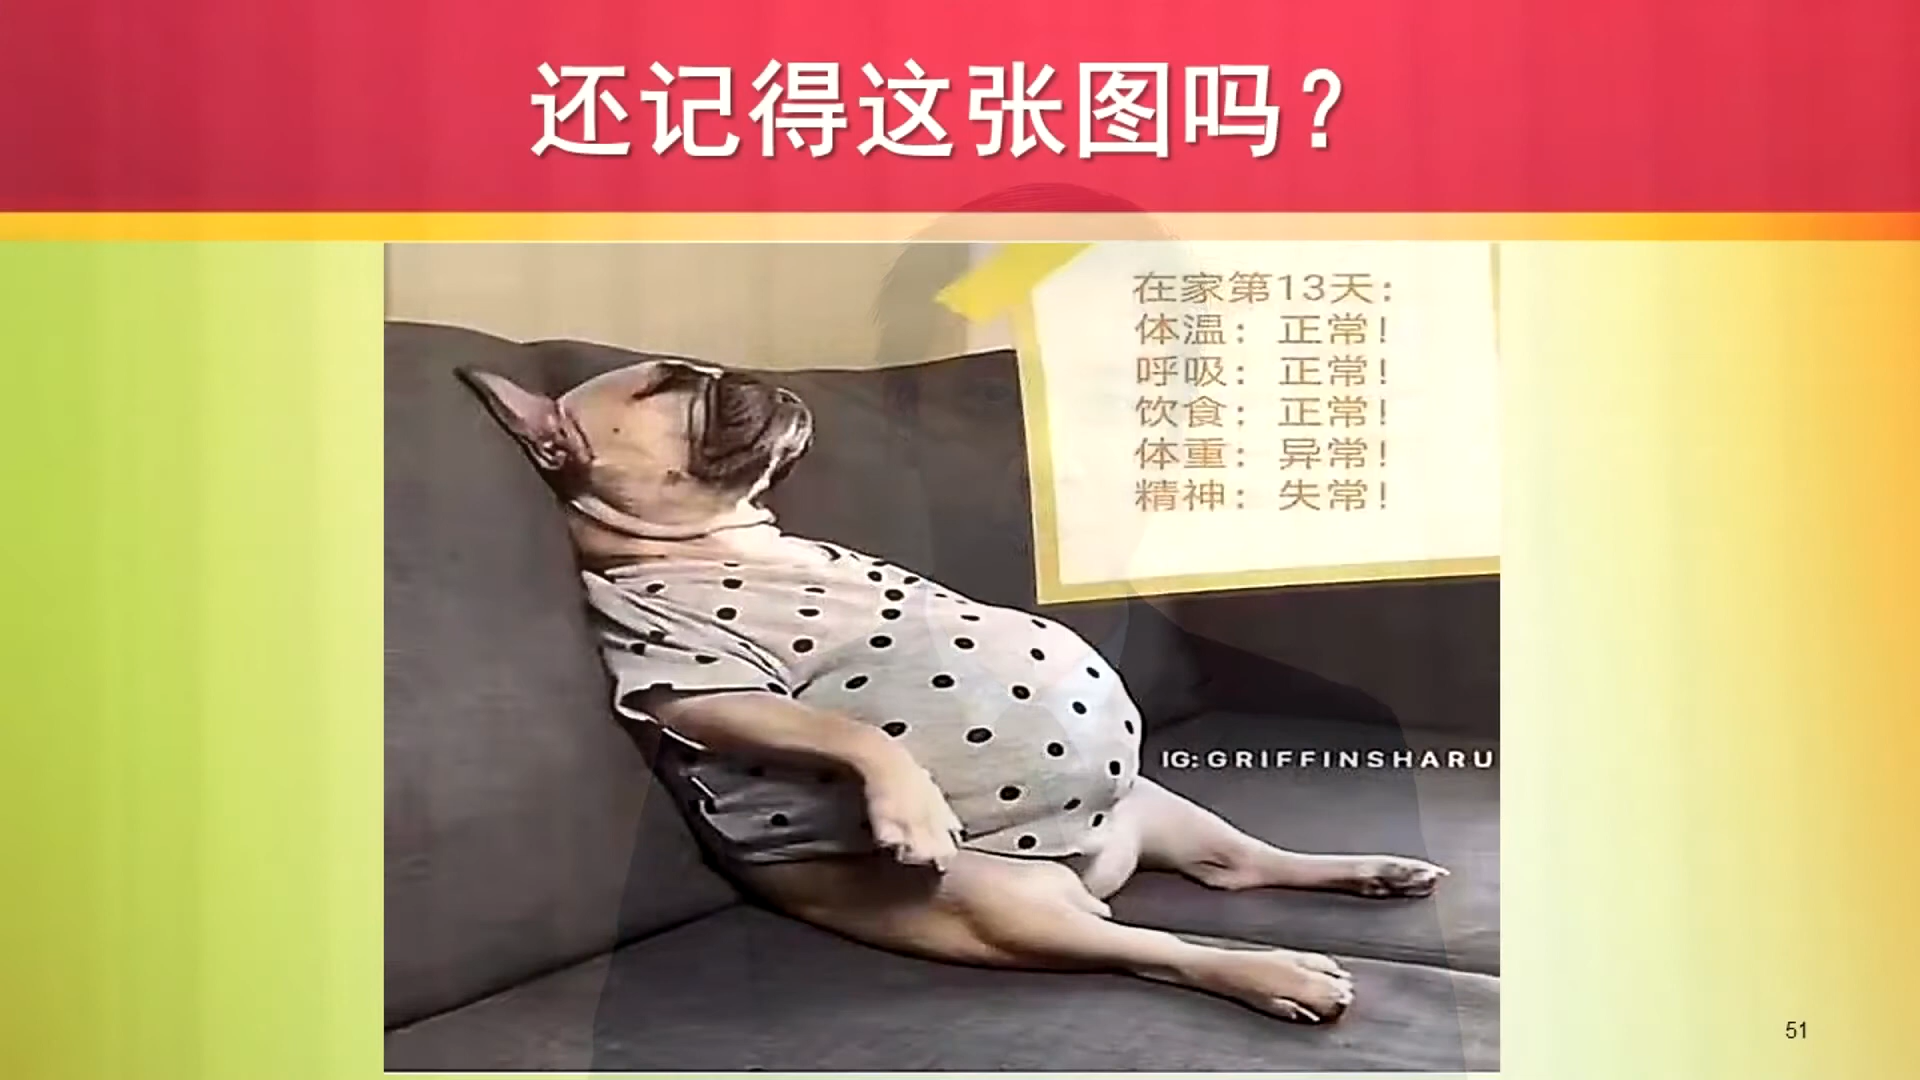 还记得这张图吗？
在家第13天：
体温：正常！
呼吸：正常！
饮食：正常！
体重：异常！
精神：失常！
IG:GRIFFINSHARU
51